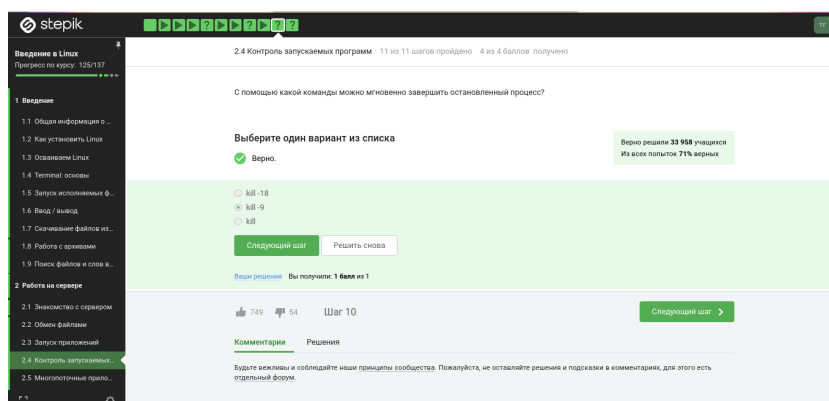 stepik
тг
Введение в Linux
Прогресс по курсу: 125/137
1 Введение
1.1 Общая информация о ...
1.2 Как установить Linux
1.3 Осваиваем Linux
1.4 Terminal: основы
1.5 Запуск исполняемых ф...
1.6 Ввод / вывод
1.7 Скачивание файлов из...
1.8 Работа с архивами
1.9 Поиск файлов и слов в...
2 Работа на сервере
2.1 Знакомство с сервером
2.2 Обмен файлами
2.3 Запуск приложений
2.4 Контроль запускаемых...
2.5 Многопоточные прило...
2.4 Контроль запускаемых программ 11 из 11 шагов пройдено 4 из 4 баллов получено
С помощью какой команды можно мгновенно завершить остановленный процесс?
Выберите один вариант из списка
Верно.
Верно решили 33 958 учащихся
Из всех попыток 71% верных
kill -18
kill -9
kill
Следующий шаг Решить снова
Ваши решения Вы получили: 1 балл из 1
749 54 Шаг 10 Следующий шаг
Комментарии Решения
Будьте вежливы и соблюдайте наши принципы сообщества. Пожалуйста, не оставляйте решения и подсказки в комментариях, для этого есть
отдельный форум.